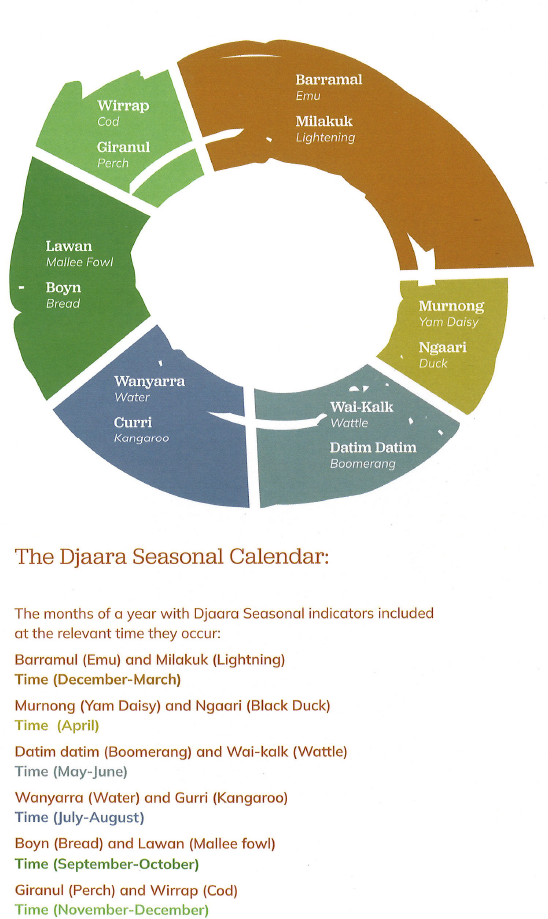 Barramal
Emu
Milakuk
Lightening
Wirrap
Cod
Giranul
Perch
Lawan
Mallee Fowl
Boyn
Bread
Murnong
Yam Daisy
Ngaari
Duck
Wanyarra
Water
Curri
Kangaroo
Wai-Kalk
Wattle
Datim Datim
Boomerang
The Djaara Seasonal Calendar:
The months of a year with Djaara Seasonal indicators included
at the relevant time they occur:
Barramul (Emu) and Milakuk (Lightning)
Time (December-March)
Murnong (Yam Daisy) and Ngaari (Black Duck)
Time (April)
Datim datim (Boomerang) and Wai-kalk (Wattle)
Time (May-June)
Wanyarra (Water) and Gurri (Kangaroo)
Time (July-August)
Boyn (Bread) and Lawan (Mallee fowl)
Time (September-October)
Giranul (Perch) and Wirrap (Cod)
Time (November-December)